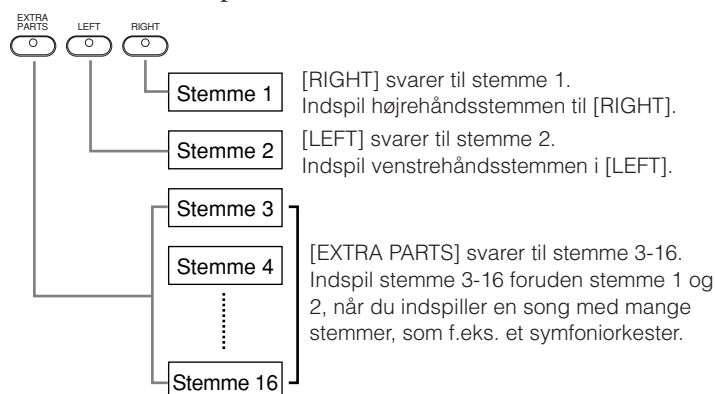 EXTRA
PARTS LEFT RIGHT
Stemme 1
[RIGHT] svarer til stemme 1.
Indspil højrehåndsstemmen til [RIGHT].
Stemme 2
[LEFT] svarer til stemme 2.
Indspil venstrehåndsstemmen i [LEFT].
Stemme 3
Stemme 4
[EXTRA PARTS] svarer til stemme 3-16.
Indspil stemme 3-16 foruden stemme 1 og
2, når du indspiller en song med mange
stemmer, som f.eks. et symfoniorkester.
Stemme 16